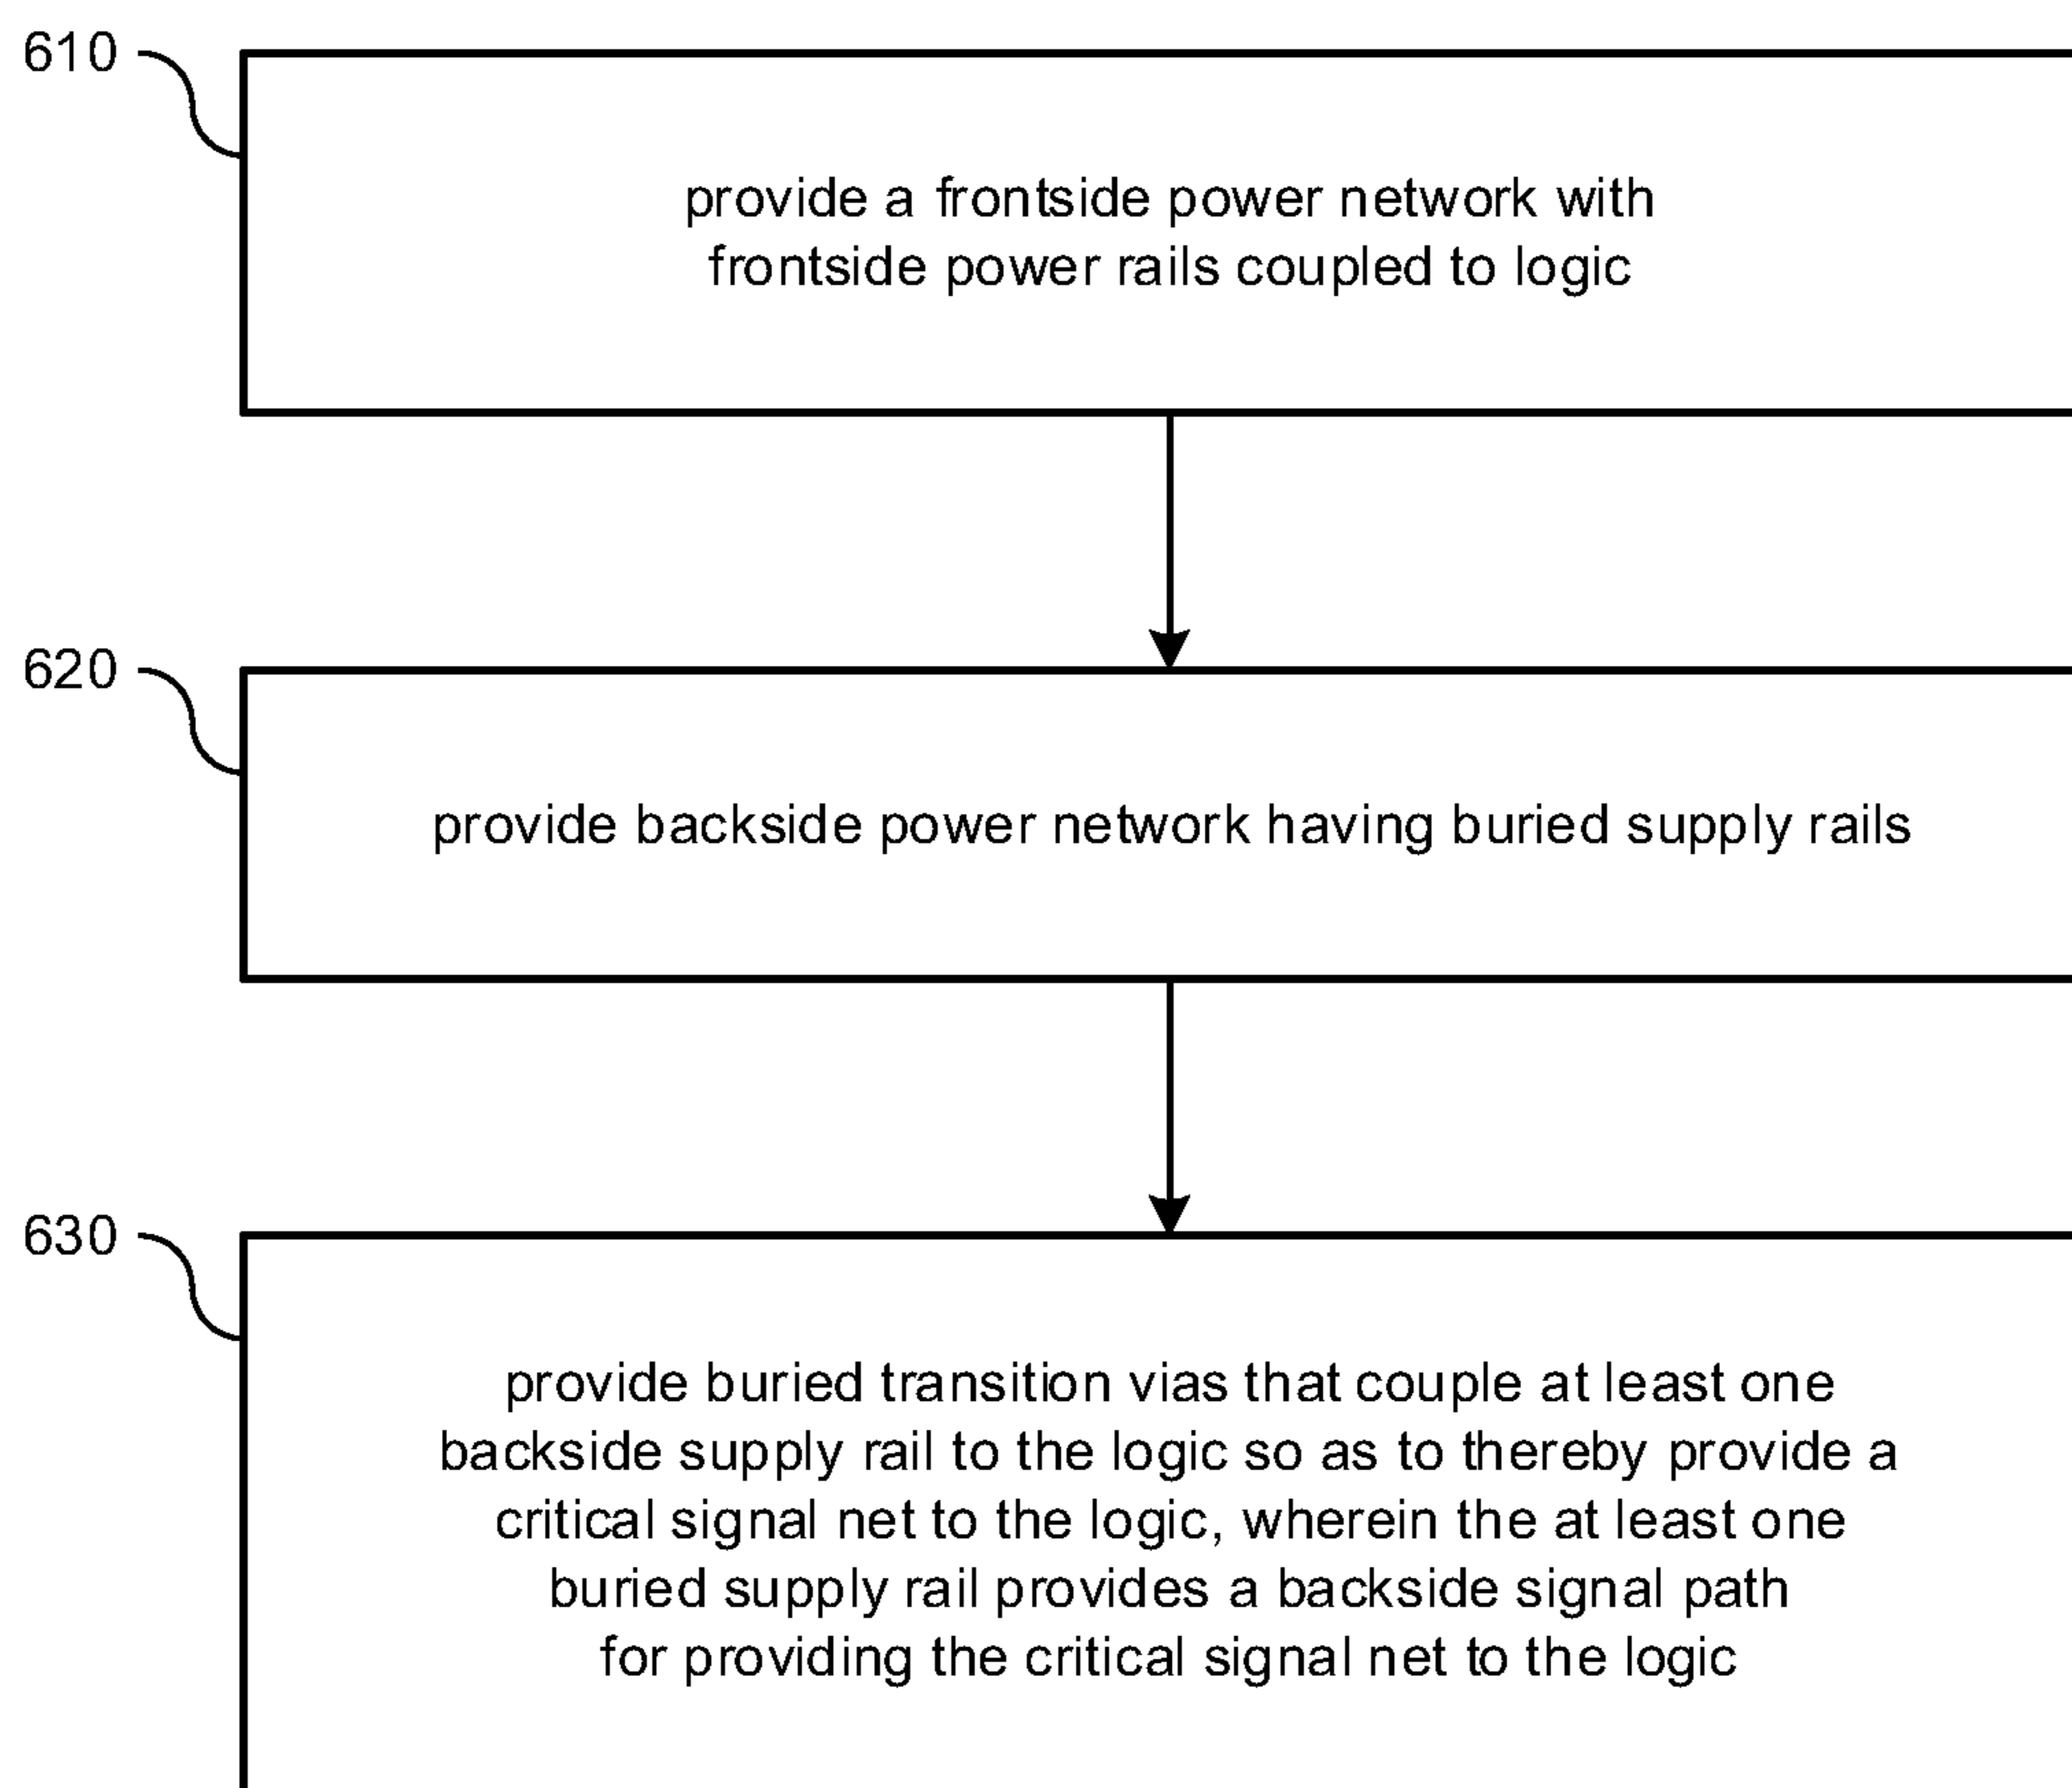 610
provide a frontside power network with
frontside power rails coupled to logic
620
provide backside power network having buried supply rails
630
provide buried transition vias that couple at least one
backside supply rail to the logic so as to thereby provide a
critical signal net to the logic, wherein the at least one
buried supply rail provides a backside signal path
for providing the critical signal net to the logic